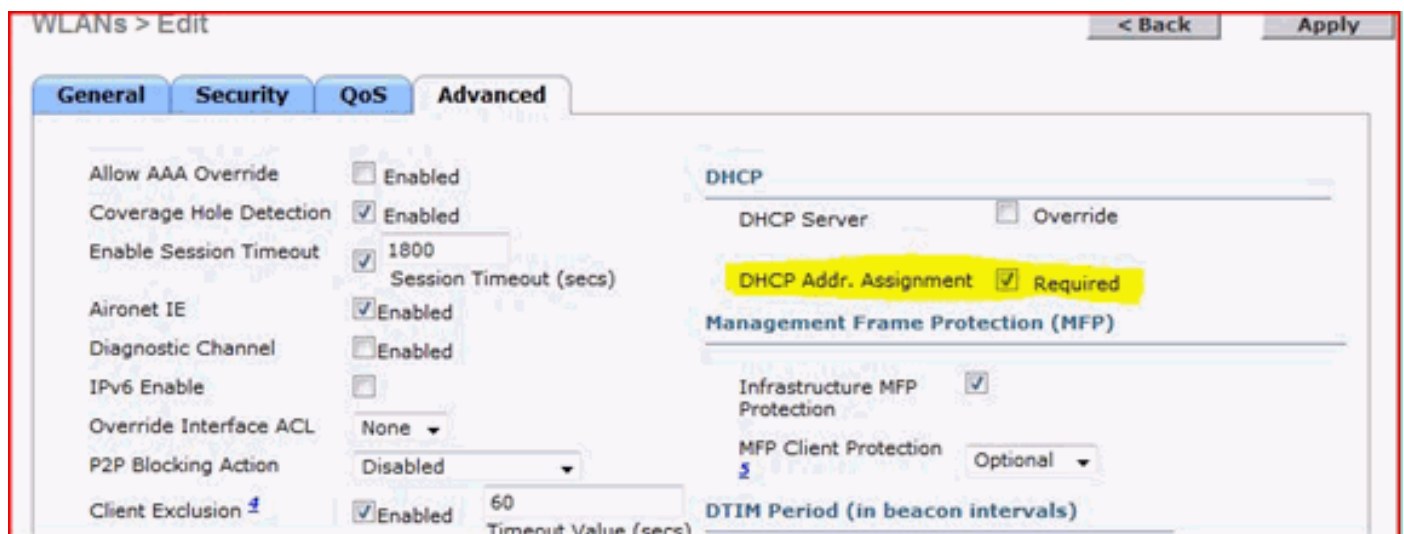 WLANs > Edit
< Back
Apply
General Security QoS Advanced
Allow AAA Override Enabled
Coverage Hole Detection Enabled
Enable Session Timeout 1800
Session Timeout (secs)
Aironet IE Enabled
Diagnostic Channel Enabled
IPv6 Enable
Override Interface ACL None
P2P Blocking Action Disabled
Client Exclusion 4 Enabled 60
Timeout Value (secs)
DHCP
DHCP Server Override
DHCP Addr. Assignment Required
Management Frame Protection (MFP)
Infrastructure MFP
Protection
MFP Client Protection Optional
5
DTIM Period (in beacon intervals)